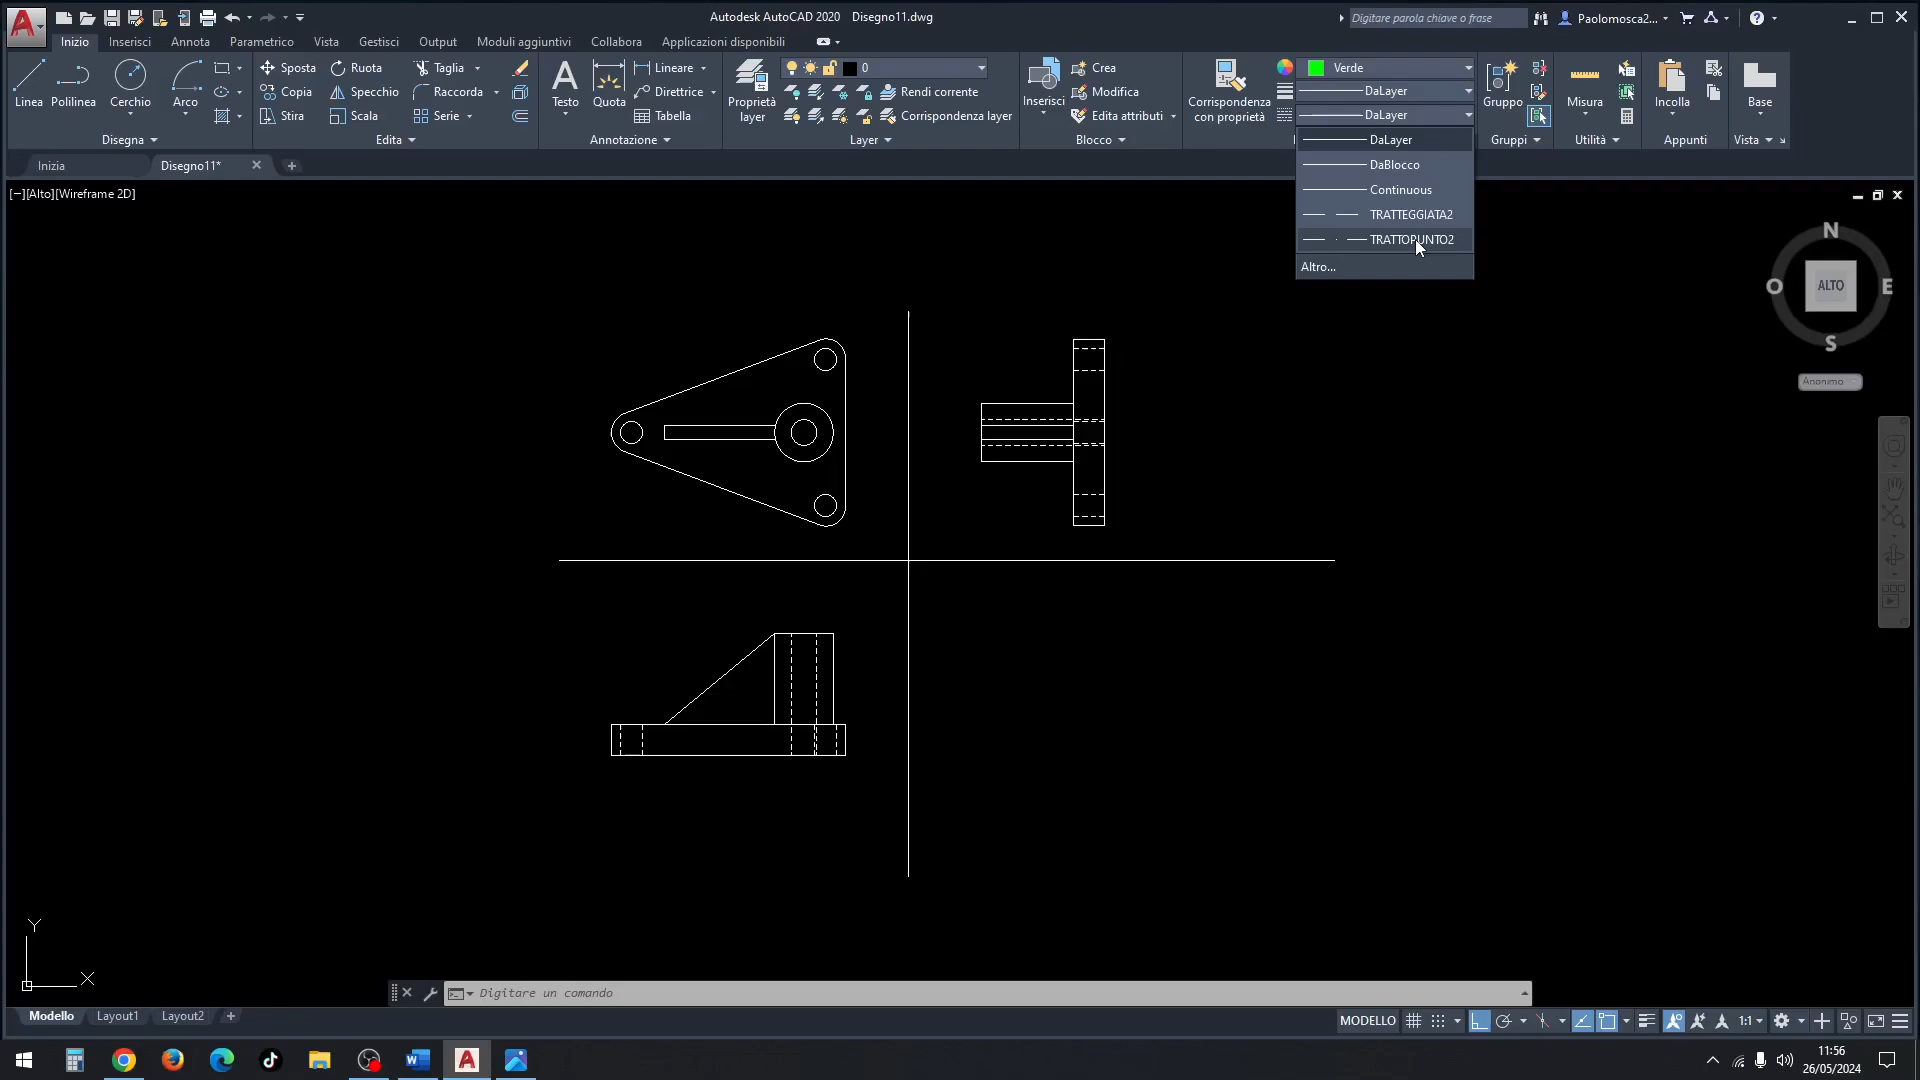 Autodesk AutoCAD 2020 Disegno11.dwg
Digitare parola chiave o frase
Paolomosca2...
Inizio Inserisci Annota Parametrico Vista Gestisci Output Moduli aggiuntivi Collabora Applicazioni disponibili
Linea Polilinea Cerchio Arco
Disegna
Sposta Ruota Taglia
Copia Specchio Raccorda
Stira Scala Serie
Edita
Testo Quota
Lineare
Direttrice
Tabella
Annotazione
Proprietà
layer
0
Rendi corrente
Corrispondenza layer
Layer
Inserisci
Crea
Modifica
Edita attributi
Blocco
Corrispondenza
con proprietà
Verde
DaLayer
DaLayer
DaLayer
DaBlocco
Continuous
TRATTEGGIATA2
TRATTOPUNTO2
Altro...
Gruppo
Gruppi
Misura
Utilità
Incolla
Appunti
Base
Vista
Inizia Disegno11*
[−][Alto][Wireframe 2D]
N
O ALTO E
S
Anonimo
Y
X
Digitare un comando
Modello Layout1 Layout2
MODELLO 1:1
11:56
26/05/2024